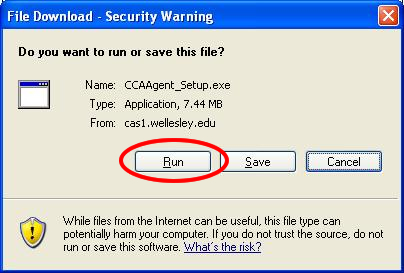 File Download - Security Warning
Do you want to run or save this file?
Name: CCAAgent_Setup.exe
Type: Application, 7.44 MB
From: cas1.wellesley.edu
Run Save Cancel
While files from the Internet can be useful, this file type can
potentially harm your computer. If you do not trust the source, do not
run or save this software. What's the risk?